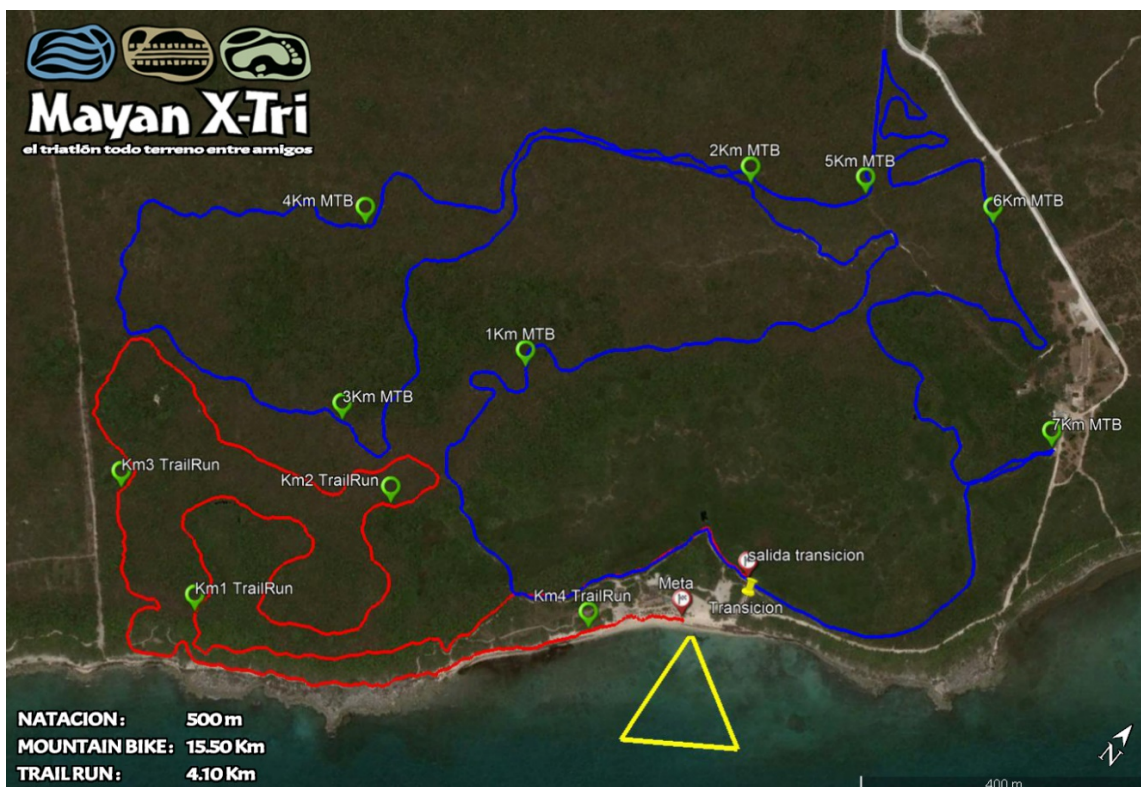 Mayan X-Tri
el triatlón todo terreno entre amigos
2Km MTB
5Km MTB
4Km MTB
6Km MTB
1Km MTB
3Km MTB
7Km MTB
Km3 TrailRun
Km2 TrailRun
salida transicion
Km1 TrailRun
Km4 TrailRun
Meta
Transicion
NATACION: 500 m
MOUNTAIN BIKE: 15.50 Km
TRAIL RUN: 4.10 Km
N
400 m